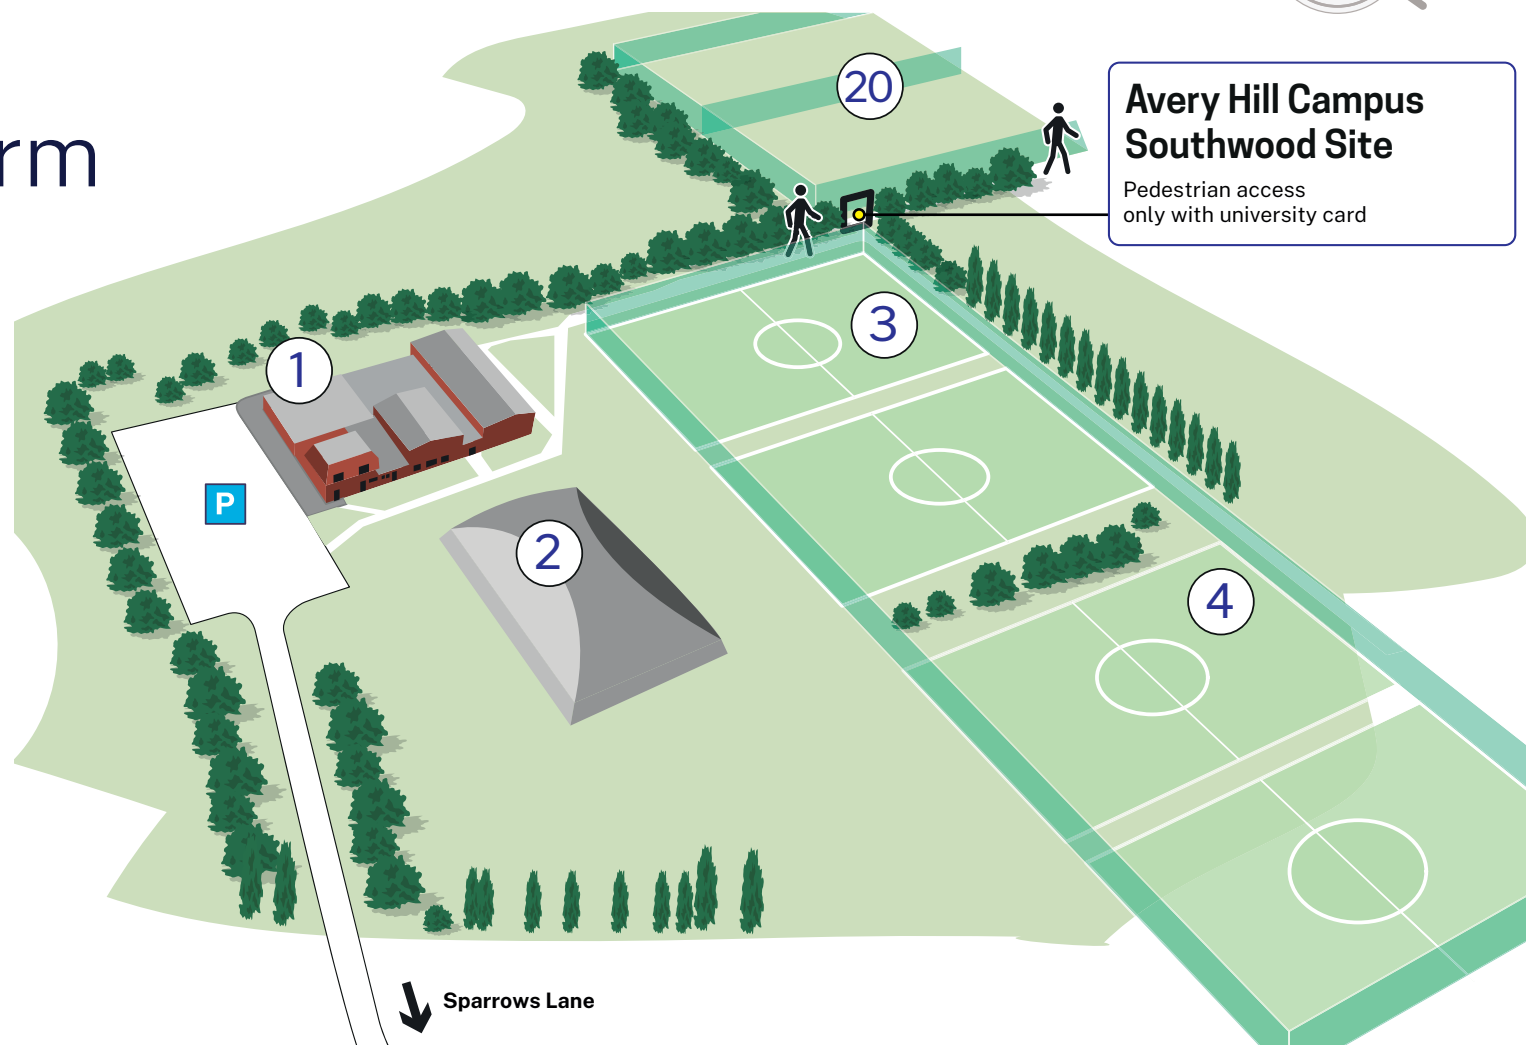 rm
20
Avery Hill Campus
Southwood Site
Pedestrian access
only with university card
3
1
P
2
4
Sparrows Lane